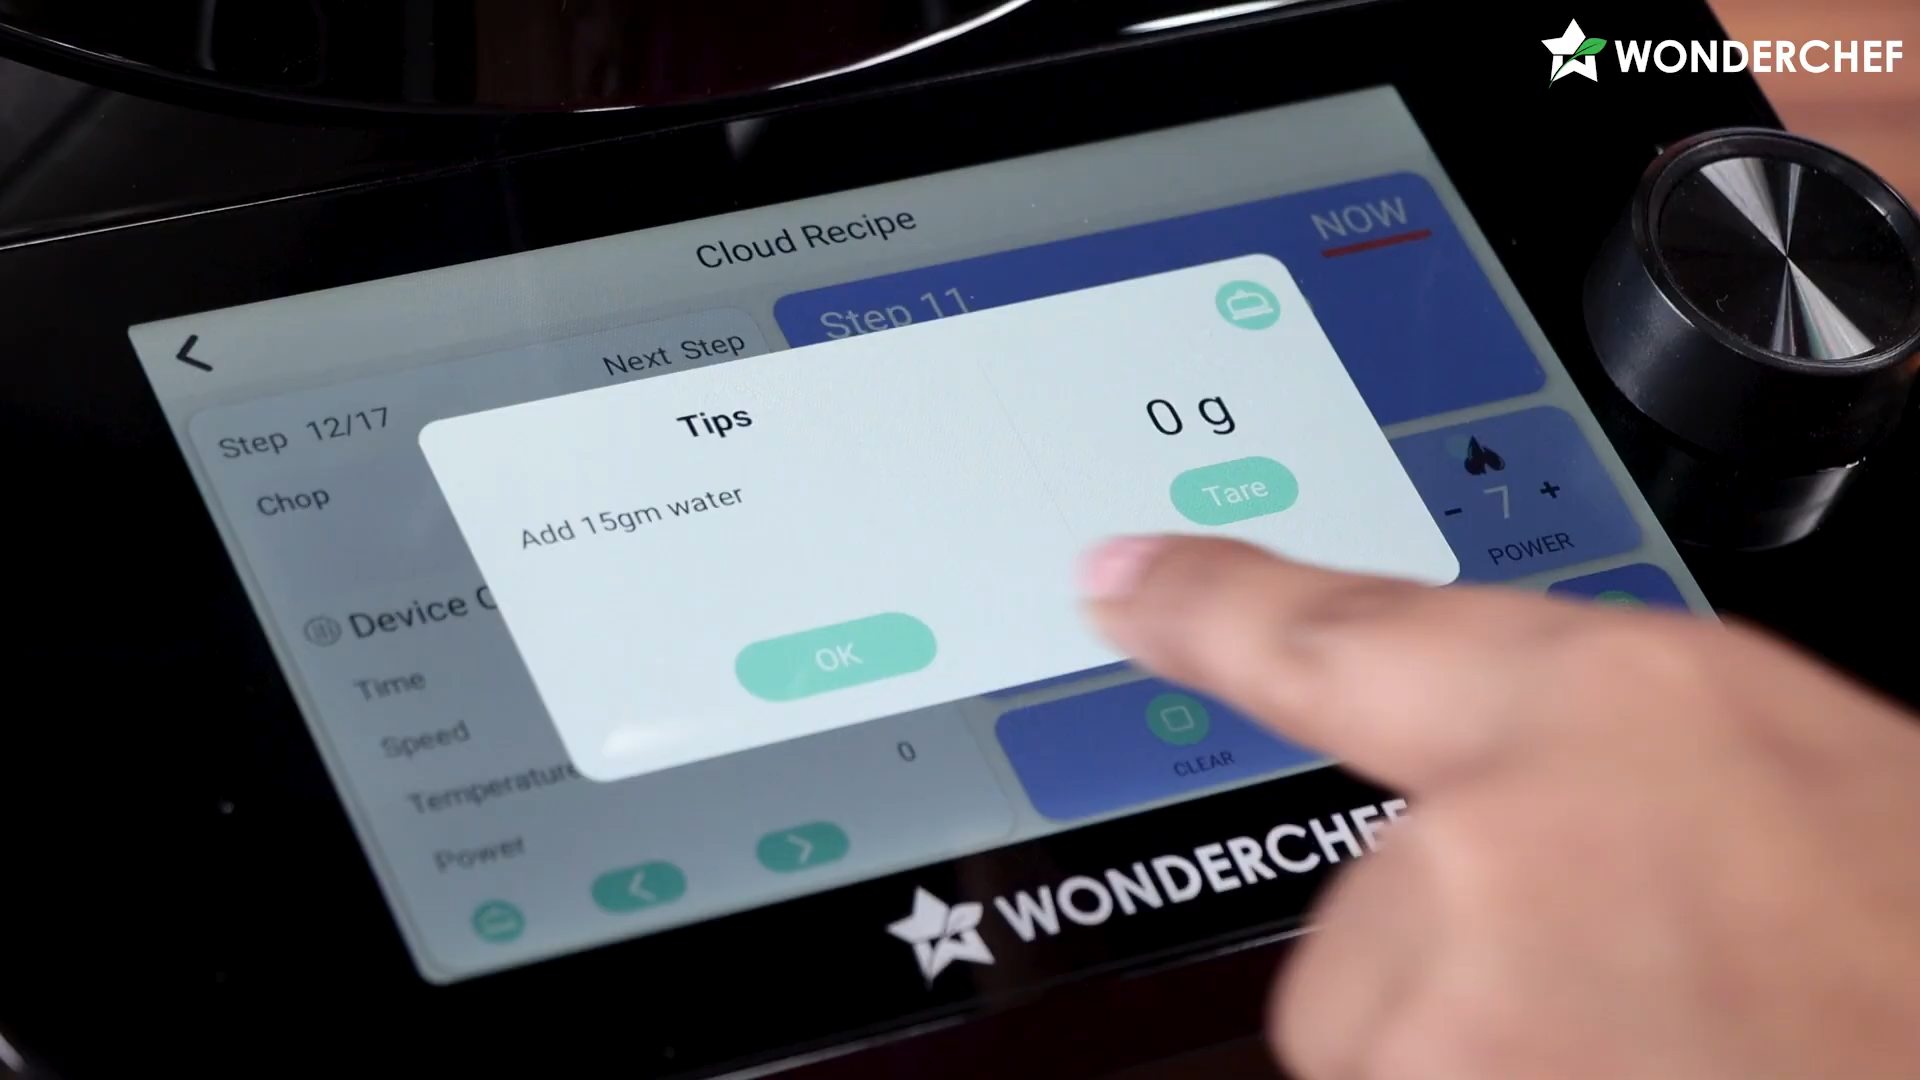 WONDERCHEF
Cloud Recipe
NOW
Step 11
Next Step
Step 12/17
Chop
Tips
0 g
Tare
Add 15gm water
OK
- 7 +
POWER
Device
Time
Speed
Temperature
0
Power
CLEAR
WONDERCHEF